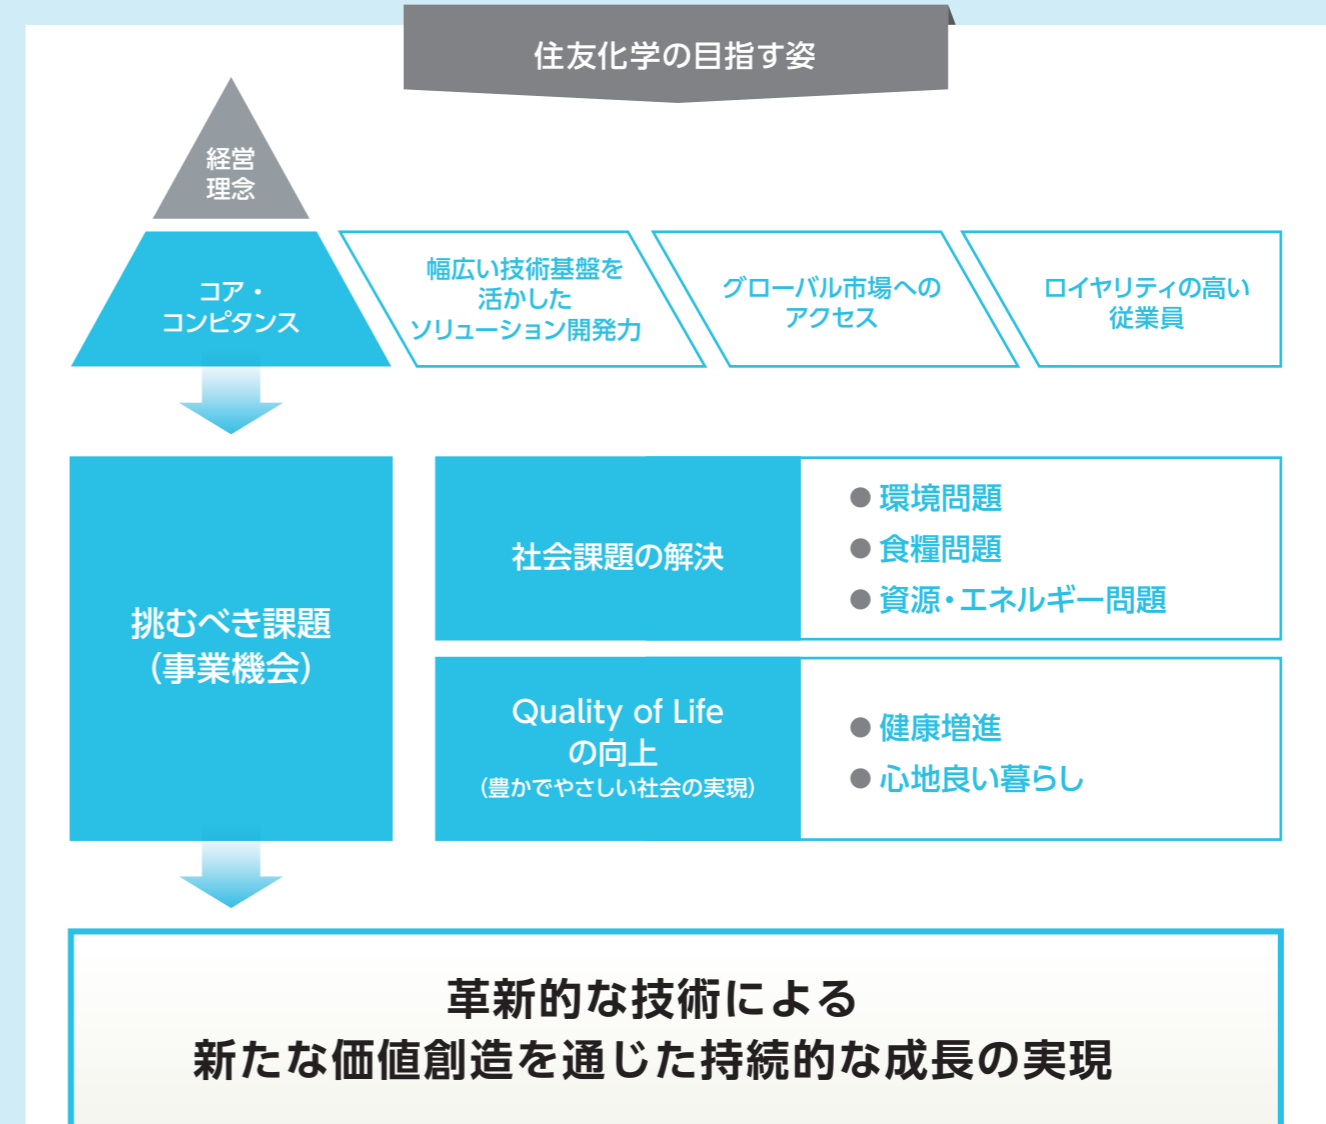 住友化学の目指す姿
経営
理念
コア・
コンピタンス
幅広い技術基盤を
活かした
ソリューション開発力
グローバル市場への
アクセス
ロイヤリティの高い
従業員
挑むべき課題
（事業機会）
社会課題の解決
● 環境問題
● 食糧問題
● 資源・エネルギー問題
Quality of Life
の向上
（豊かでやさしい社会の実現）
● 健康増進
● 心地良い暮らし
革新的な技術による
新たな価値創造を通じた持続的な成長の実現